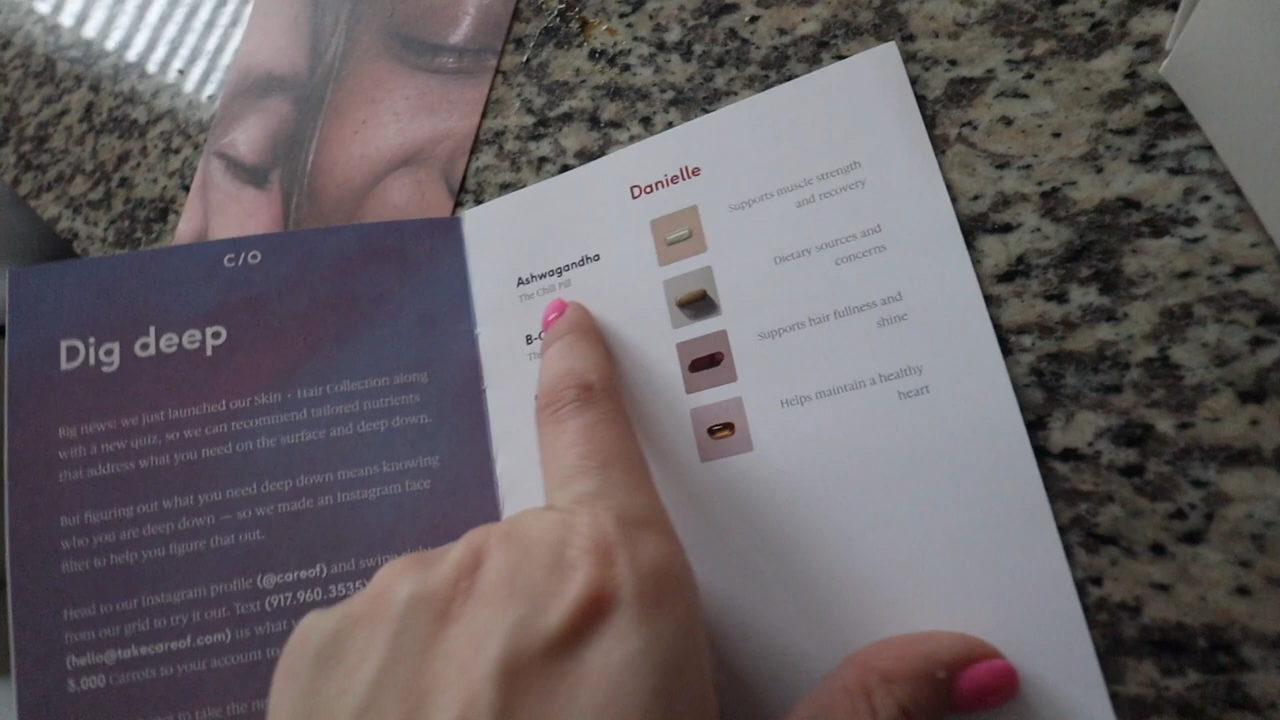 C/O
Dig deep
Big news: we just launched our Skin + Hair Collection along
with a new quiz, so we can recommend tailored nutrients
that address what you need on the surface and deep down.
But figuring out what you need deep down means knowing
who you are deep down — so we made an Instagram face
filter to help you figure that out.
Head to our Instagram profile (@careof) and swipe right
from our grid to try it out. Text (917.960.3535)
(hello@takecareof.com) us what
5,000 Carrots to your account to
to take the
Danielle
Ashwagandha
The Chill Pill
Supports muscle strength
and recovery
B-
Dietary sources and
concerns
Supports hair fullness and
shine
Helps maintain a healthy
heart